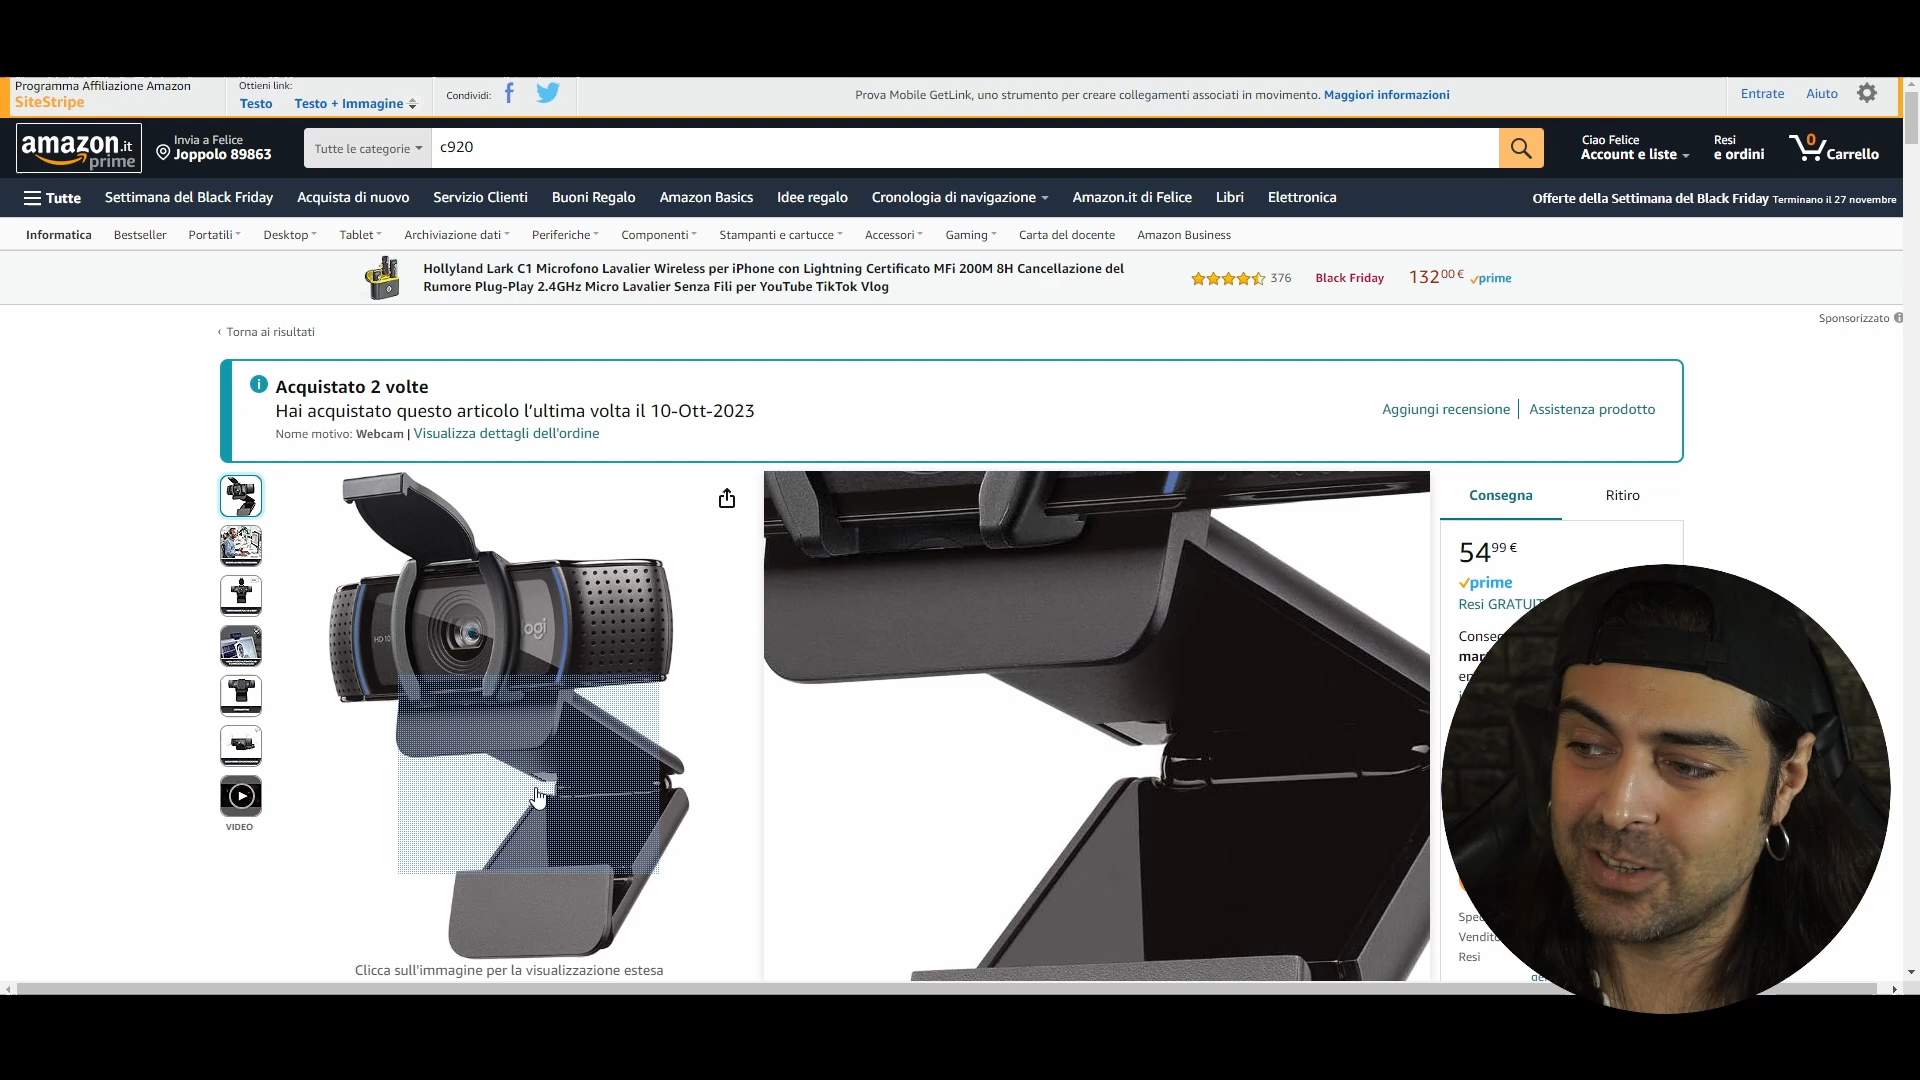 Programma Affiliazione Amazon
SiteStripe
Ottieni link:
Testo
Testo + Immagine
Condividi:
Prova Mobile GetLink, uno strumento per creare collegamenti associati in movimento. Maggiori informazioni
Entrate
Aiuto
amazon.it
prime
Invia a Felice
Joppolo 89863
Tutte le categorie
c920
Ciao Felice
Account e liste
Resi
e ordini
0
Carrello
Tutte
Settimana del Black Friday
Acquista di nuovo
Servizio Clienti
Buoni Regalo
Amazon Basics
Idee regalo
Cronologia di navigazione
Amazon.it di Felice
Libri
Elettronica
Offerte della Settimana del Black Friday Terminano il 27 novembre
Informatica
Bestseller
Portatili
Desktop
Tablet
Archiviazione dati
Periferiche
Componenti
Stampanti e cartucce
Accessori
Gaming
Carta del docente
Amazon Business
Hollyland Lark C1 Microfono Lavalier Wireless per iPhone con Lightning Certificato MFi 200M 8H Cancellazione del
Rumore Plug-Play 2.4GHz Micro Lavalier Senza Fili per YouTube TikTok Vlog
376
Black Friday
132,00 €
prime
Sponsorizzato
‹ Torna ai risultati
Acquistato 2 volte
Hai acquistato questo articolo l'ultima volta il 10-Ott-2023
Nome motivo: Webcam | Visualizza dettagli dell'ordine
Aggiungi recensione
Assistenza prodotto
VIDEO
HD 10
ogi
Clicca sull'immagine per la visualizzazione estesa
Consegna
Ritiro
54 99 €
prime
Resi GRATUIT
Conse
mar
Resi